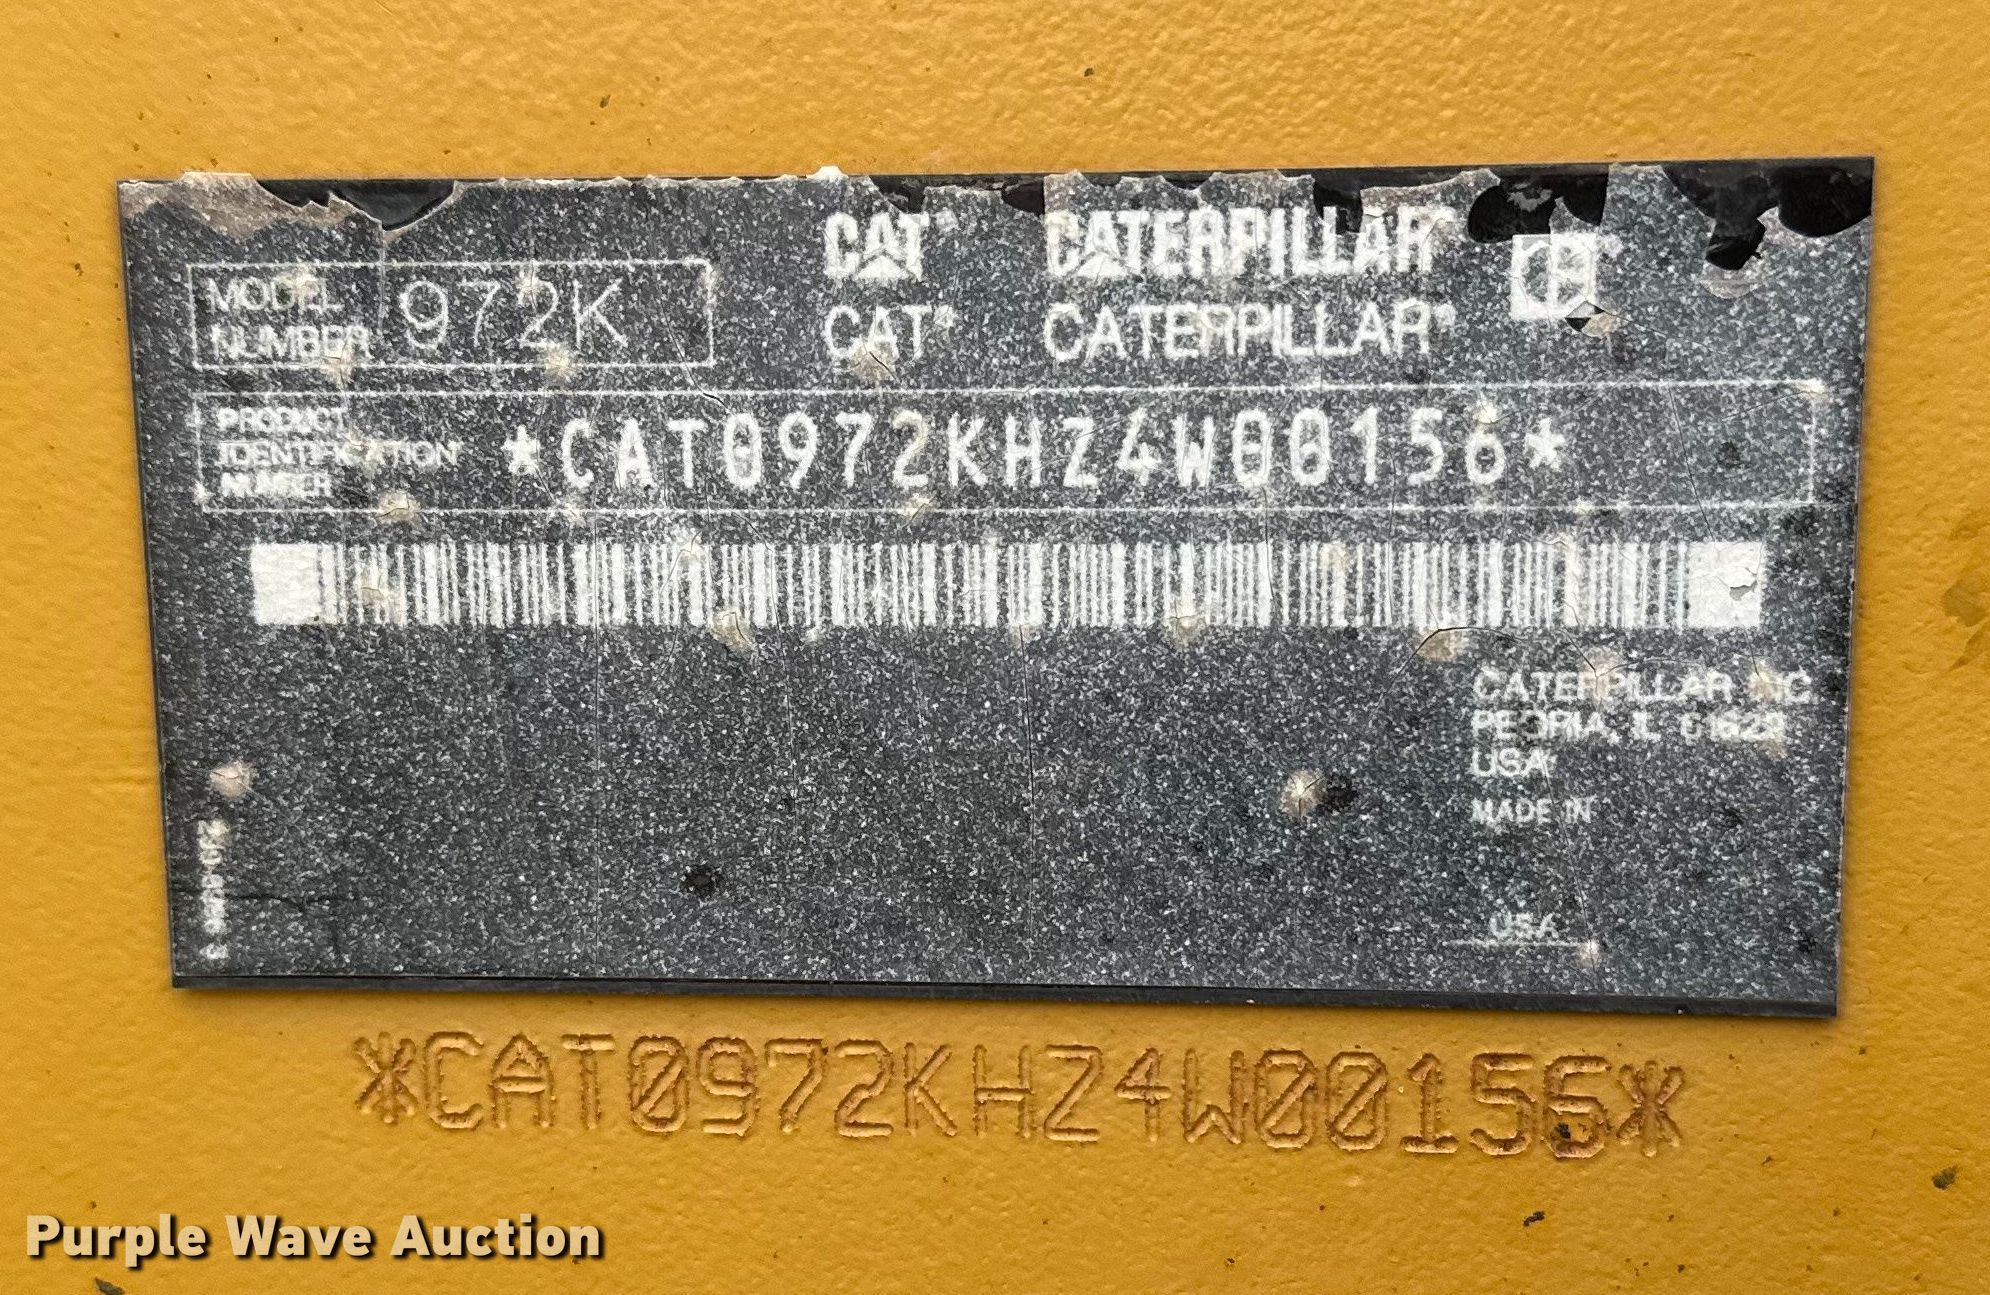 CAT® CATERPILLAR®
MODEL NUMBER 972K
CAT® CATERPILLAR®
PRODUCT
IDENTIFICATION
NUMBER
*CAT0972KHZ4W00156*
CATERPILLAR INC.
PEORIA, IL 61629
USA
MADE IN
USA
*CAT0972KHZ4W00156*
Purple Wave Auction